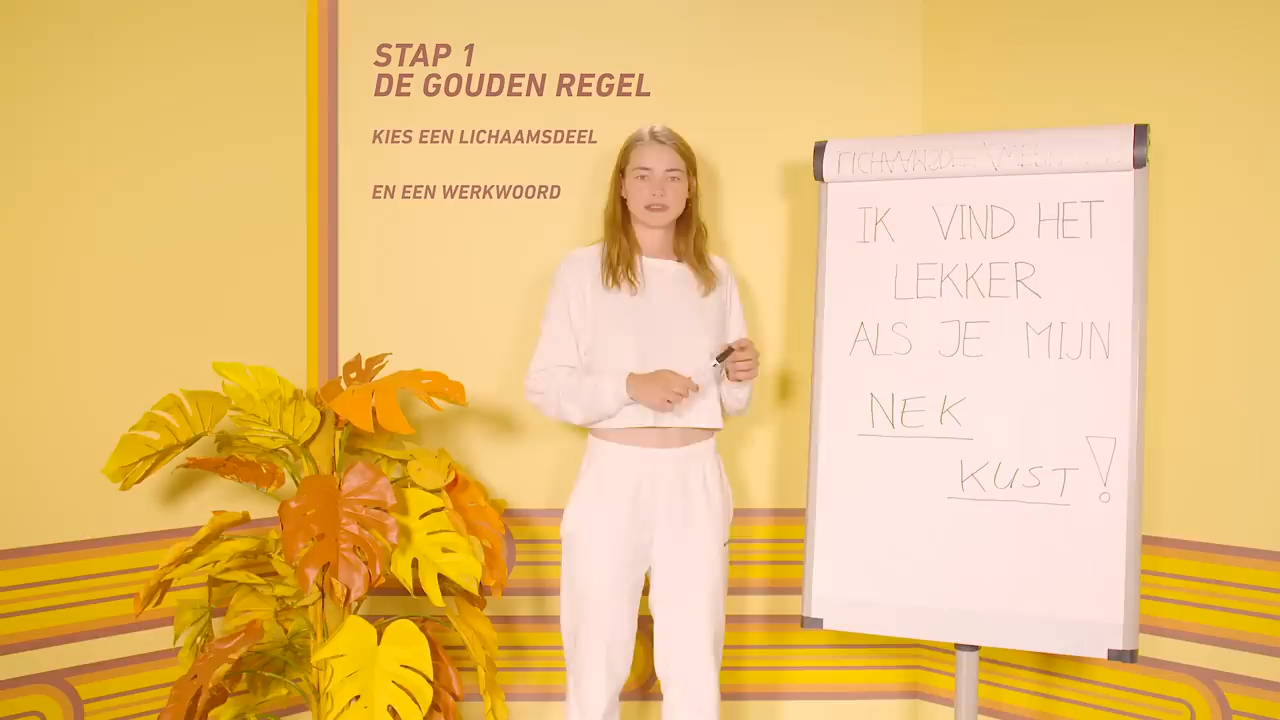 STAP 1
DE GOUDEN REGEL
KIES EEN LICHAAMSDEEL
EN EEN WERKWOORD
IK VIND HET
LEKKER
ALS JE MIJN
NEK
KUST!